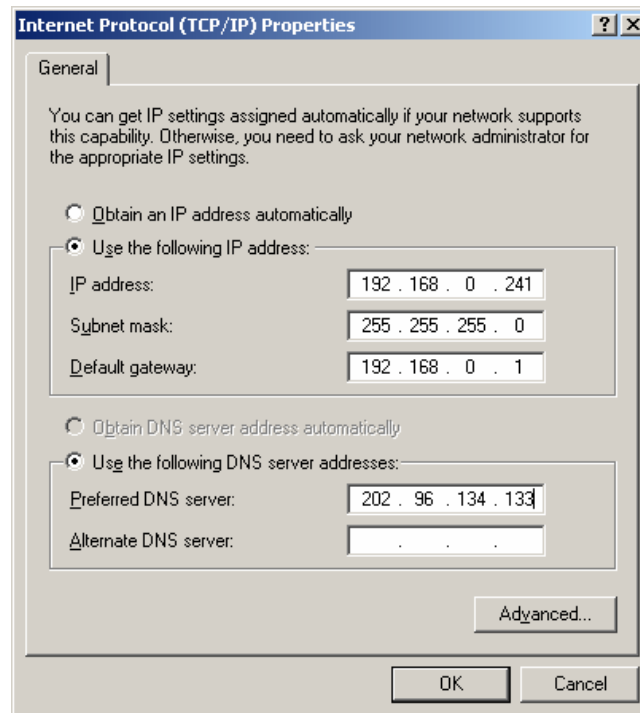 Internet Protocol (TCP/IP) Properties
General
You can get IP settings assigned automatically if your network supports
this capability. Otherwise, you need to ask your network administrator for
the appropriate IP settings.
Obtain an IP address automatically
Use the following IP address:
IP address: 192 . 168 . 0 . 241
Subnet mask: 255 . 255 . 255 . 0
Default gateway: 192 . 168 . 0 . 1
Obtain DNS server address automatically
Use the following DNS server addresses:
Preferred DNS server: 202 . 96 . 134 . 133
Alternate DNS server: . . .
Advanced...
OK Cancel